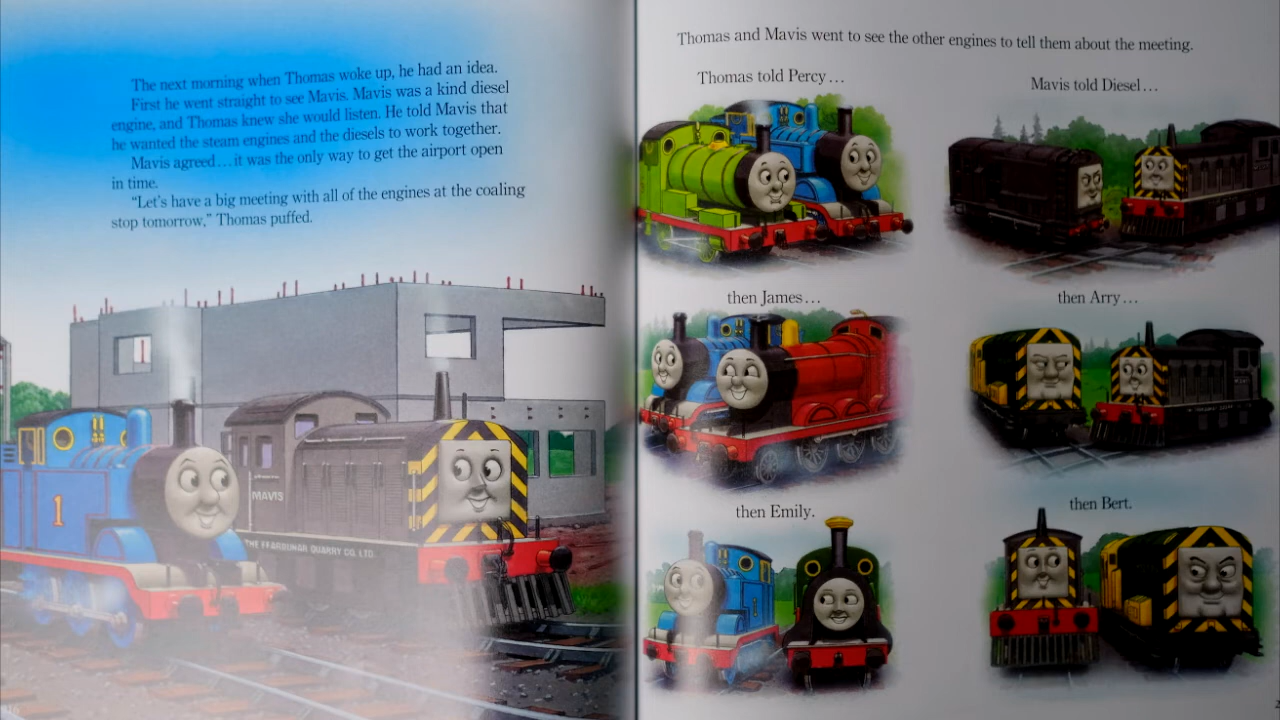 The next morning when Thomas woke up, he had an idea.
First he went straight to see Mavis. Mavis was a kind diesel
engine, and Thomas knew she would listen. He told Mavis that
he wanted the steam engines and the diesels to work together.
Mavis agreed…it was the only way to get the airport open
in time.
“Let's have a big meeting with all of the engines at the coaling
stop tomorrow,” Thomas puffed.
1
MAVIS
THE FFARQUHAR QUARRY CO. LTD.
Thomas and Mavis went to see the other engines to tell them about the meeting.
Thomas told Percy…
Mavis told Diesel…
then James…
then Arry…
then Emily.
then Bert.